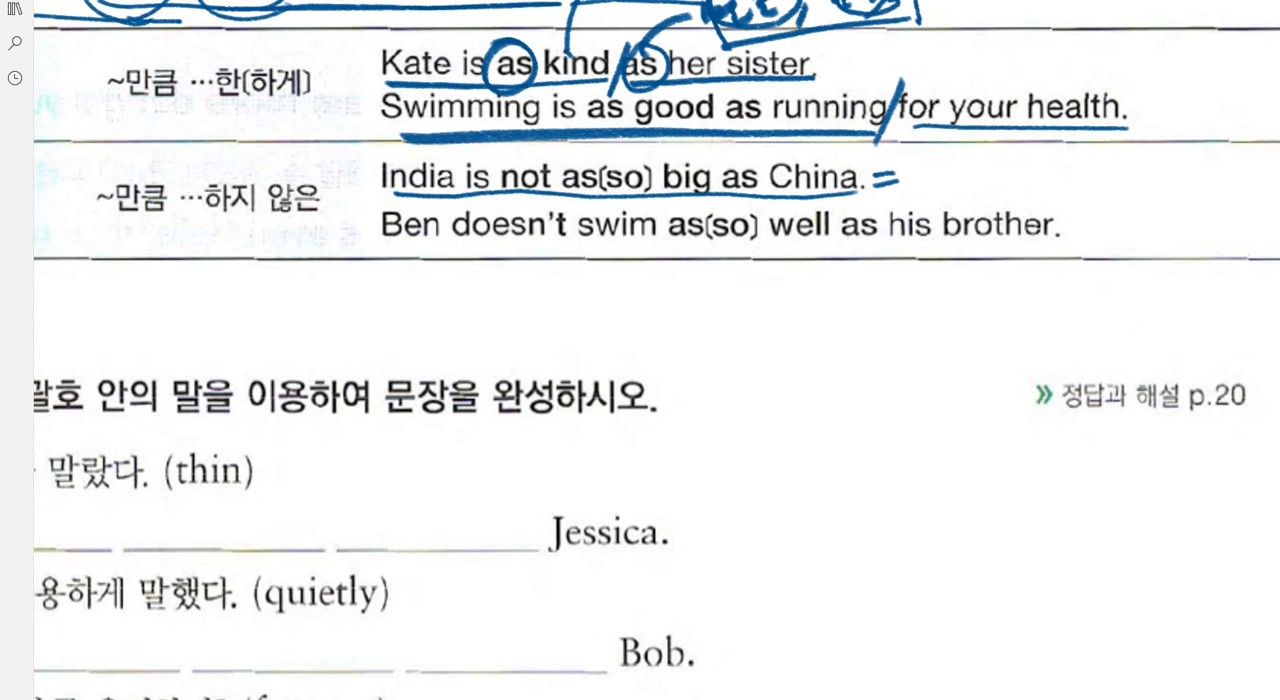 ~만큼 …한(하게)
Kate is as kind as her sister.
Swimming is as good as running for your health.
~만큼 …하지 않은
India is not as(so) big as China. =
Ben doesn't swim as(so) well as his brother.
괄호 안의 말을 이용하여 문장을 완성하시오.
» 정답과 해설 p.20
말랐다. (thin)
Jessica.
용하게 말했다. (quietly)
Bob.